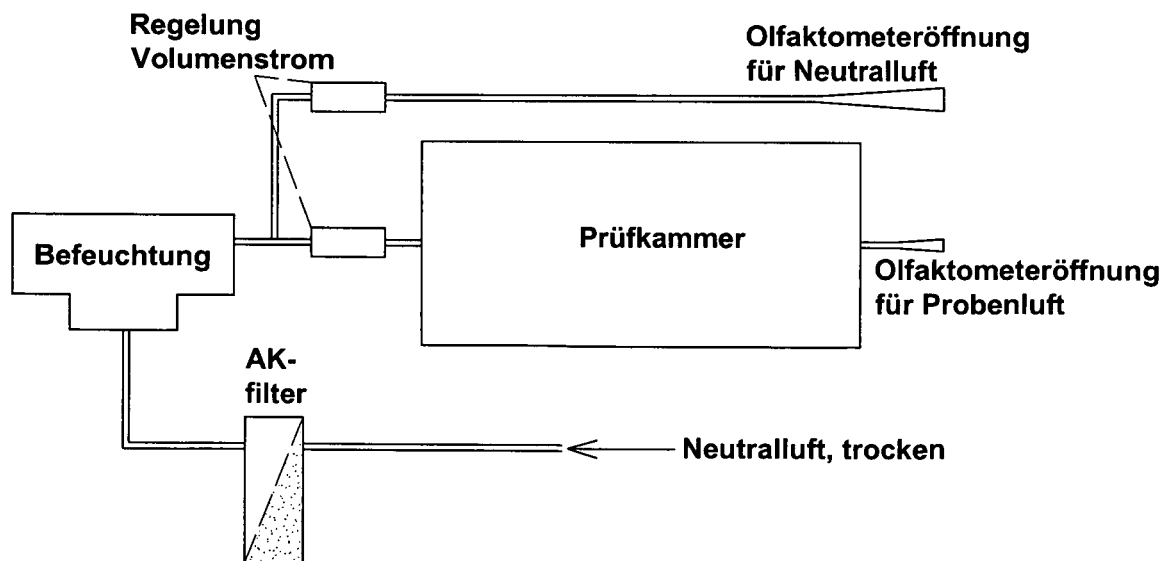 Regelung
Volumenstrom
Olfaktometeröffnung
für Neutralluft
Befeuchtung
Prüfkammer
Olfaktometeröffnung
für Probenluft
AK-
filter
Neutralluft, trocken